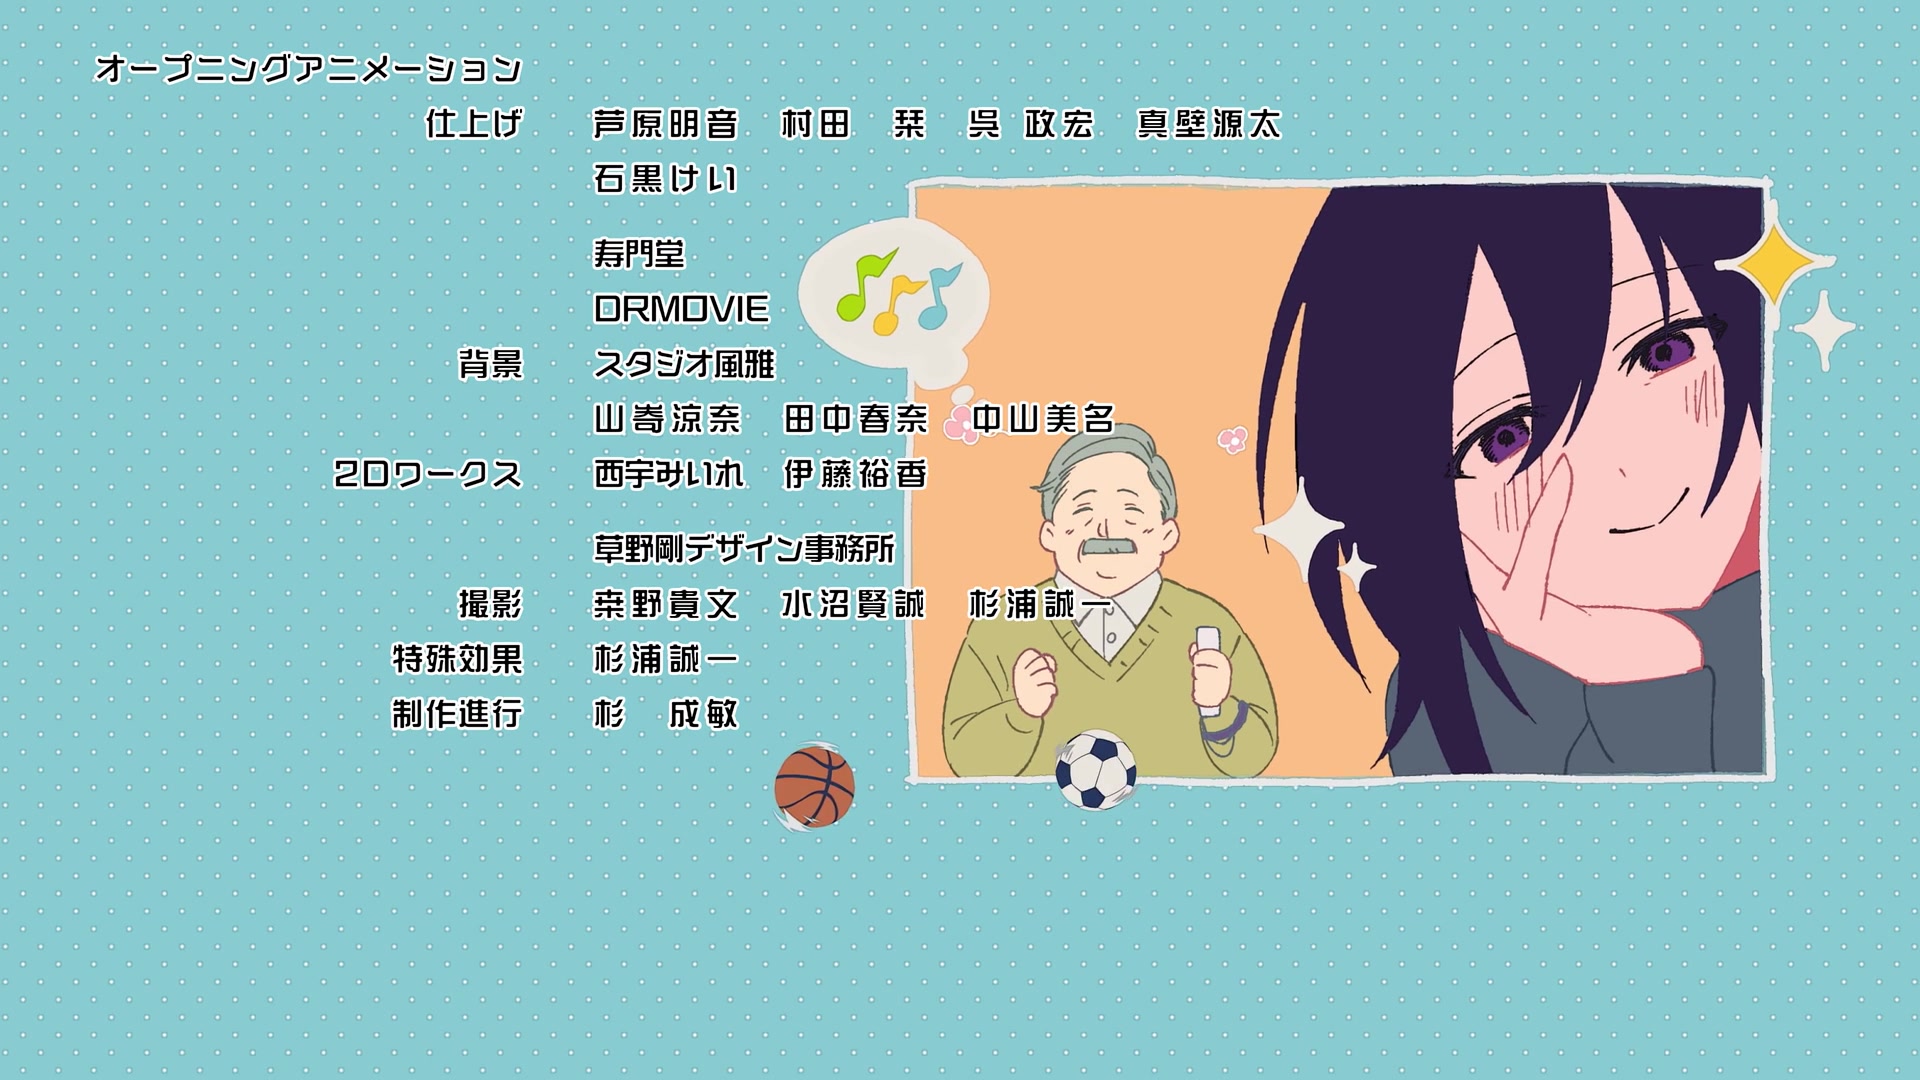 オープニングアニメーション
仕上げ 芦原明音 村田 栞 呉 政宏 真壁源太
石黒けい
寿門堂
DRMOVIE
背景 スタジオ風雅
山嵜涼奈 田中春奈 中山美名
2Dワークス 西宇みいれ 伊藤裕香
草野剛デザイン事務所
撮影 桒野貴文 水沼賢誠 杉浦誠一
特殊効果 杉浦誠一
制作進行 杉 成敏